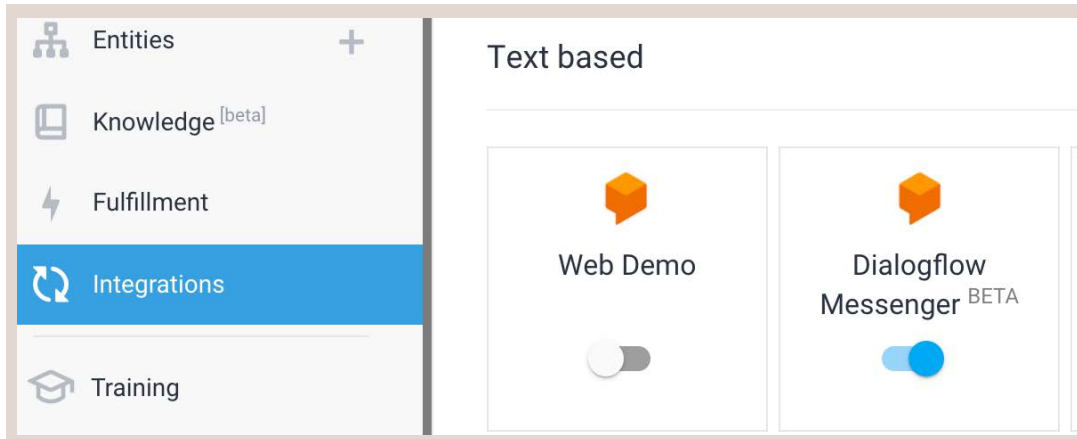 Entities
Knowledge [beta]
Fulfillment
Integrations
Training
Text based
Web Demo
Dialogflow
Messenger BETA